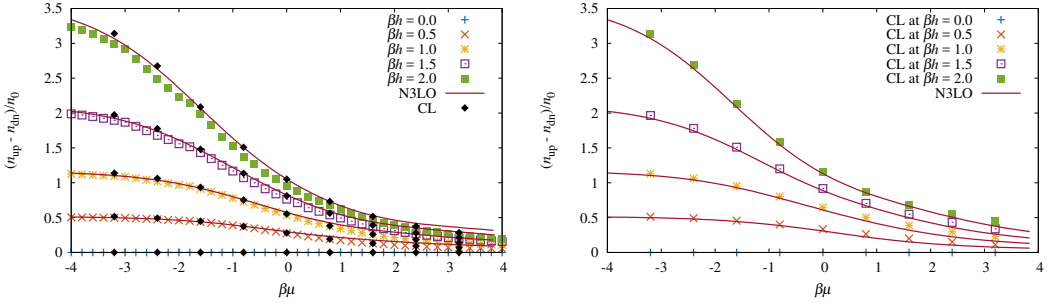 3.5
3
2.5
2
1.5
1
0.5
0
-4 -3 -2 -1 0 1 2 3 4
(n_up - n_dn)/n_0
βμ
βh = 0.0
βh = 0.5
βh = 1.0
βh = 1.5
βh = 2.0
N3LO
CL
3.5
3
2.5
2
1.5
1
0.5
0
-4 -3 -2 -1 0 1 2 3 4
(n_up - n_dn)/n_0
βμ
CL at βh = 0.0
CL at βh = 0.5
CL at βh = 1.0
CL at βh = 1.5
CL at βh = 2.0
N3LO